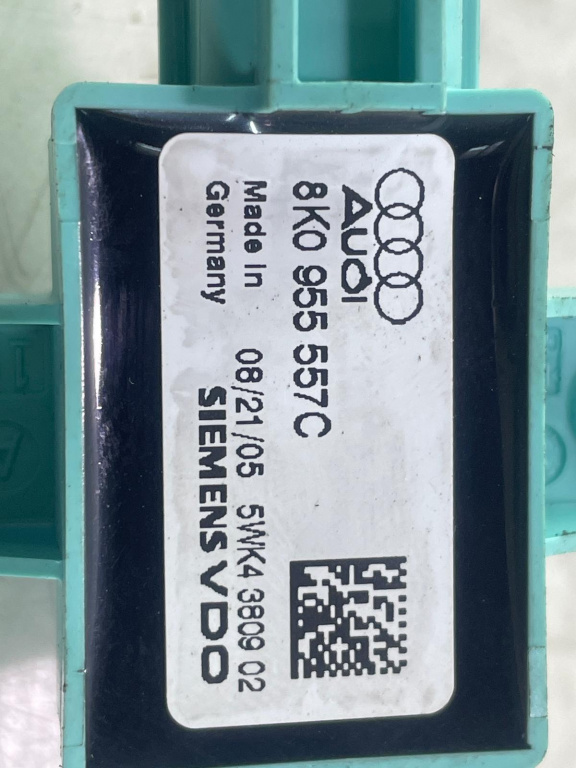 AUDI
8K0 955 557C
Made In 08/21/05 5WK4 3809 02
Germany SIEMENS VDO